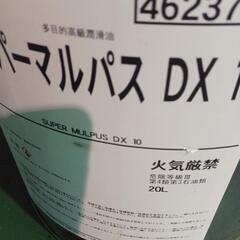 46237
多目的高級潤滑油
パーマルパス DX 1
SUPER MULPUS DX 10
火気厳禁
危険等級Ⅲ
第4類第3石油類
20L